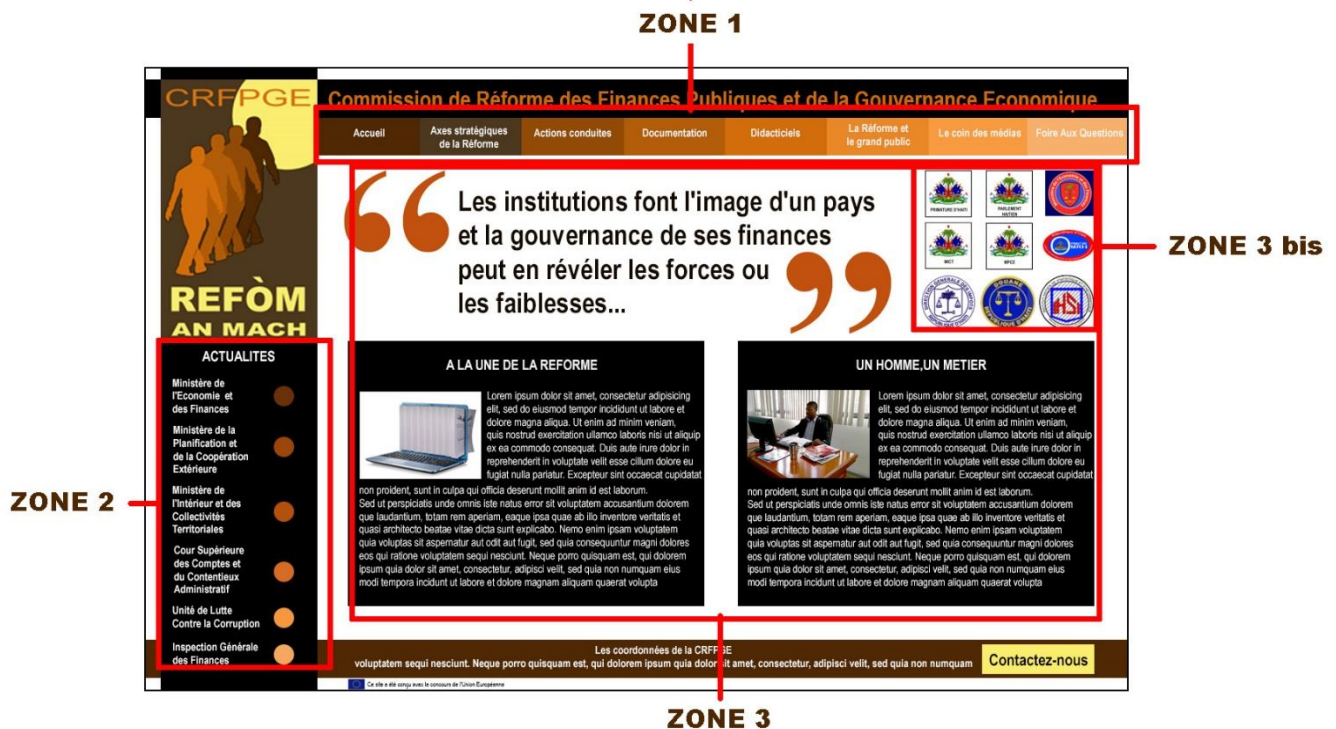 ZONE 1
CRFPGE
Commission de Réforme des Finances Publiques et de la Gouvernance Economique
Accueil
Axes stratégiques
de la Réforme
Actions conduites
Documentation
Didacticiels
La Réforme et
le grand public
Le coin des médias
Foire Aux Questions
REFÒM
AN MACH
Les institutions font l'image d'un pays
et la gouvernance de ses finances
peut en révéler les forces ou
les faiblesses...
PRIMATURE D'HAITI
PARLEMENT
HAITIEN
MICT
MPCE
DIRECTION GENERALE DES IMPOTS
REPUBLIQUE D'HAITI
DOUANE
REPUBLIQUE D'HAITI
IHSI
ZONE 3 bis
ZONE 2
ACTUALITES
Ministère de
l'Economie et
des Finances
Ministère de la
Planification et
de la Coopération
Extérieure
Ministère de
l'Intérieur et des
Collectivités
Territoriales
Cour Supérieure
des Comptes et
du Contentieux
Administratif
Unité de Lutte
Contre la Corruption
Inspection Générale
des Finances
A LA UNE DE LA REFORME
Lorem ipsum dolor sit amet, consectetur adipisicing
elit, sed do eiusmod tempor incididunt ut labore et
dolore magna aliqua. Ut enim ad minim veniam,
quis nostrud exercitation ullamco laboris nisi ut aliquip
ex ea commodo consequat. Duis aute irure dolor in
reprehenderit in voluptate velit esse cillum dolore eu
fugiat nulla pariatur. Excepteur sint occaecat cupidatat
non proident, sunt in culpa qui officia deserunt mollit anim id est laborum.
Sed ut perspiciatis unde omnis iste natus error sit voluptatem accusantium dolorem
que laudantium, totam rem aperiam, eaque ipsa quae ab illo inventore veritatis et
quasi architecto beatae vitae dicta sunt explicabo. Nemo enim ipsam voluptatem
quia voluptas sit aspernatur aut odit aut fugit, sed quia consequuntur magni dolores
eos qui ratione voluptatem sequi nesciunt. Neque porro quisquam est, qui dolorem
ipsum quia dolor sit amet, consectetur, adipisci velit, sed quia non numquam eius
modi tempora incidunt ut labore et dolore magnam aliquam quaerat volupta
UN HOMME,UN METIER
Lorem ipsum dolor sit amet, consectetur adipisicing
elit, sed do eiusmod tempor incididunt ut labore et
dolore magna aliqua. Ut enim ad minim veniam,
quis nostrud exercitation ullamco laboris nisi ut aliquip
ex ea commodo consequat. Duis aute irure dolor in
reprehenderit in voluptate velit esse cillum dolore eu
fugiat nulla pariatur. Excepteur sint occaecat cupidatat
non proident, sunt in culpa qui officia deserunt mollit anim id est laborum.
Sed ut perspiciatis unde omnis iste natus error sit voluptatem accusantium dolorem
que laudantium, totam rem aperiam, eaque ipsa quae ab illo inventore veritatis et
quasi architecto beatae vitae dicta sunt explicabo. Nemo enim ipsam voluptatem
quia voluptas sit aspernatur aut odit aut fugit, sed quia consequuntur magni dolores
eos qui ratione voluptatem sequi nesciunt. Neque porro quisquam est, qui dolorem
ipsum quia dolor sit amet, consectetur, adipisci velit, sed quia non numquam eius
modi tempora incidunt ut labore et dolore magnam aliquam quaerat volupta
Les coordonnées de la CRFPGE
voluptatem sequi nesciunt. Neque porro quisquam est, qui dolorem ipsum quia dolor sit amet, consectetur, adipisci velit, sed quia non numquam
Contactez-nous
Ce site a été conçu avec le concours de l'Union Européenne
ZONE 3